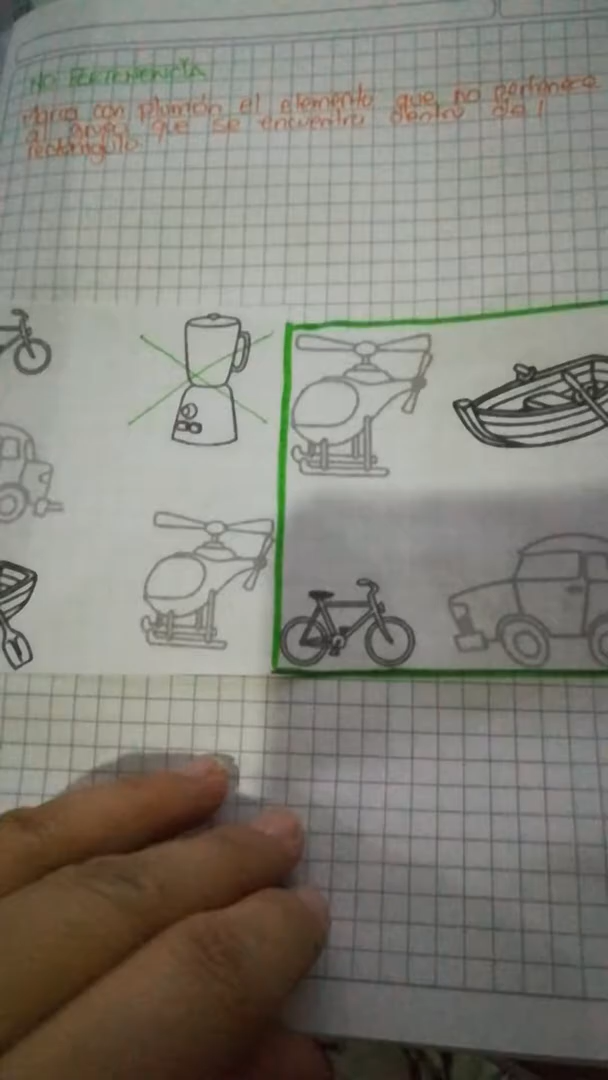 NO PERTENENCIA
Marca con plumón el elemento que no pertenece
al grupo que se encuentra dentro del
rectángulo.